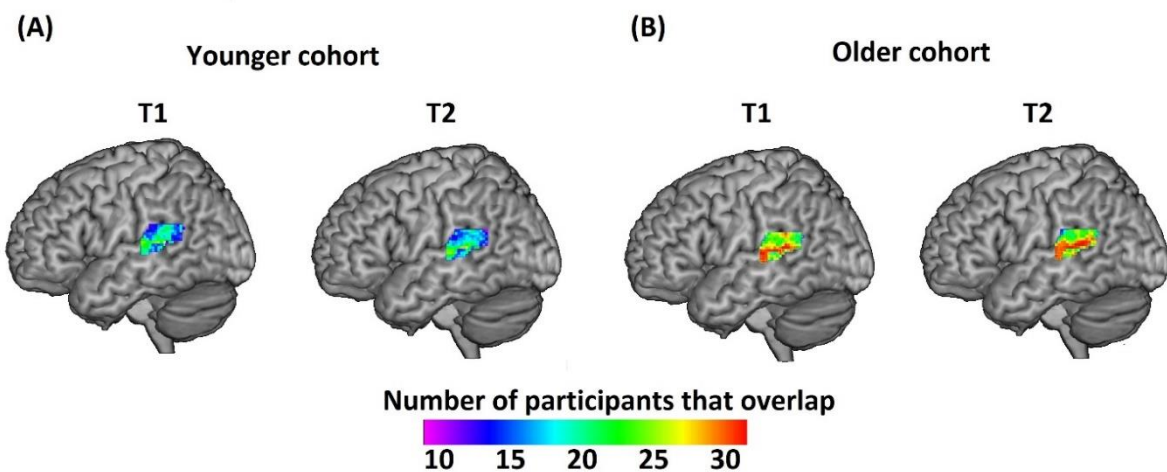 (A)
Younger cohort
T1 T2
(B)
Older cohort
T1 T2
Number of participants that overlap
10 15 20 25 30